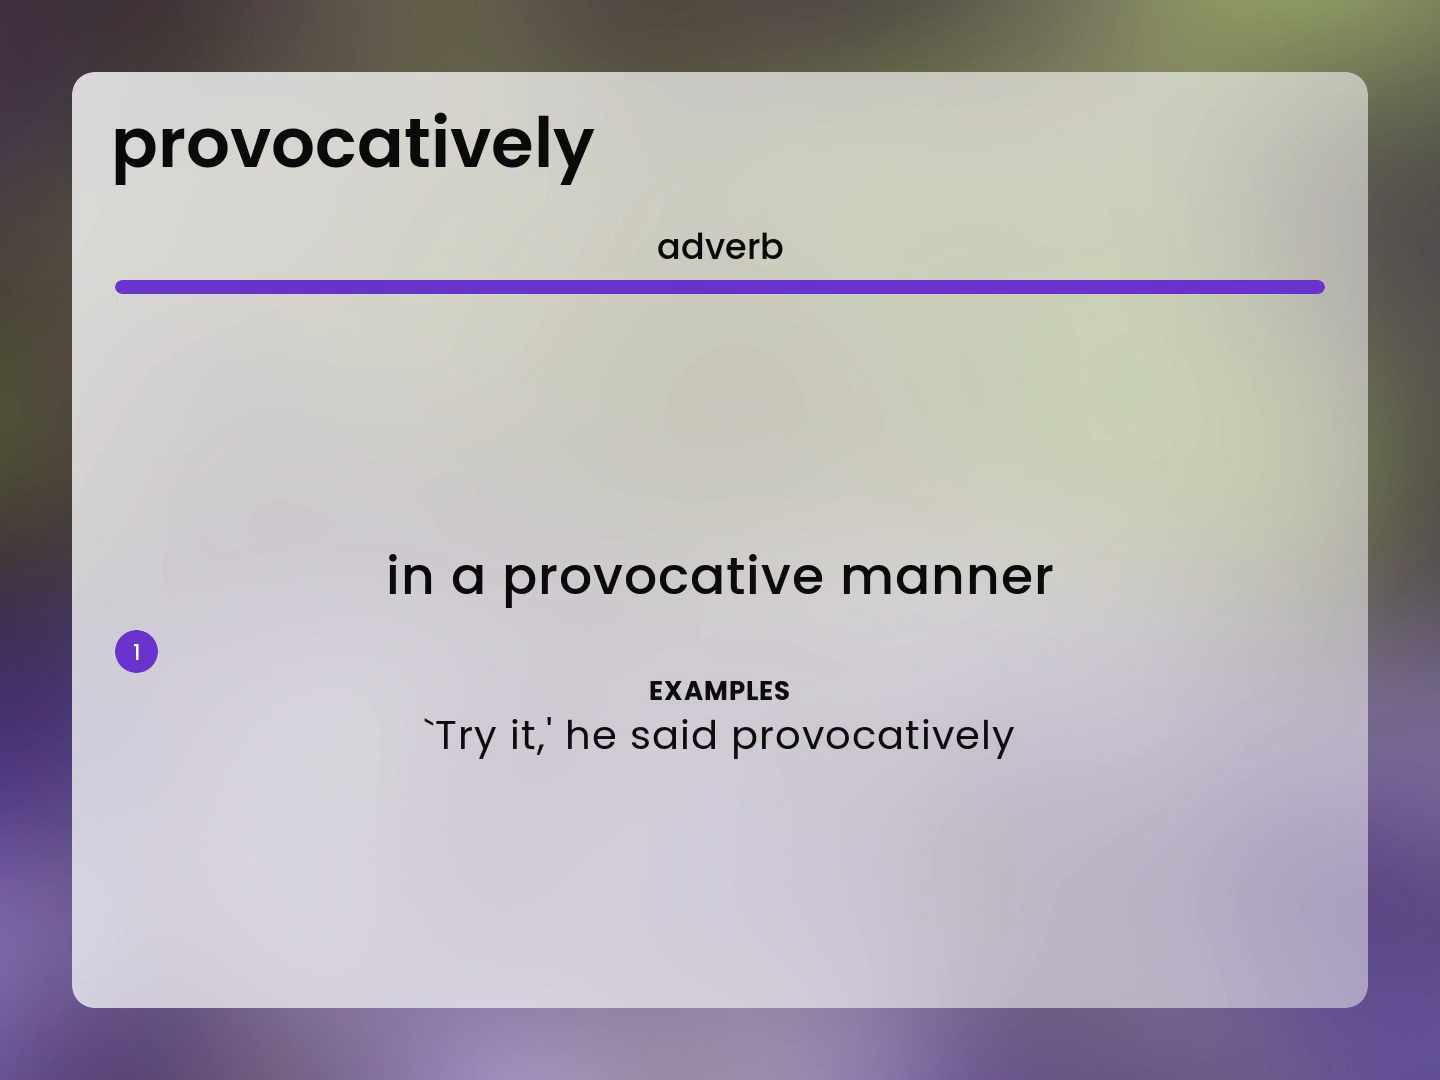 provocatively
adverb
in a provocative manner
1
EXAMPLES
`Try it,' he said provocatively